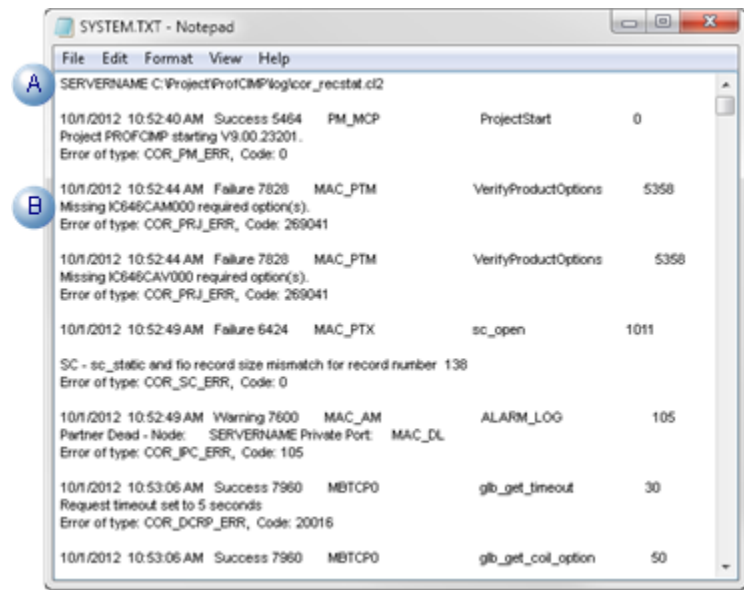 SYSTEM.TXT - Notepad
File Edit Format View Help
A
SERVERNAME C:\Project\ProfCIMP\log\cor_recstat.cl2
10/1/2012 10:52:40 AM Success 5464 PM_MCP ProjectStart 0
Project PROFCIMP starting V9.00.23201.
Error of type: COR_PM_ERR, Code: 0
B
10/1/2012 10:52:44 AM Failure 7828 MAC_PTM VerifyProductOptions 5358
Missing IC646CAM000 required option(s).
Error of type: COR_PRJ_ERR, Code: 269041
10/1/2012 10:52:44 AM Failure 7828 MAC_PTM VerifyProductOptions 5358
Missing IC646CAV000 required option(s).
Error of type: COR_PRJ_ERR, Code: 269041
10/1/2012 10:52:49 AM Failure 6424 MAC_PTX sc_open 1011
SC - sc_static and fio record size mismatch for record number 138
Error of type: COR_SC_ERR, Code: 0
10/1/2012 10:52:49 AM Warning 7600 MAC_AM ALARM_LOG 105
Partner Dead - Node: SERVERNAME Private Port: MAC_DL
Error of type: COR_IPC_ERR, Code: 105
10/1/2012 10:53:06 AM Success 7960 MBTCP0 glb_get_timeout 30
Request timeout set to 5 seconds
Error of type: COR_DCRP_ERR, Code: 20016
10/1/2012 10:53:06 AM Success 7960 MBTCP0 glb_get_coil_option 50